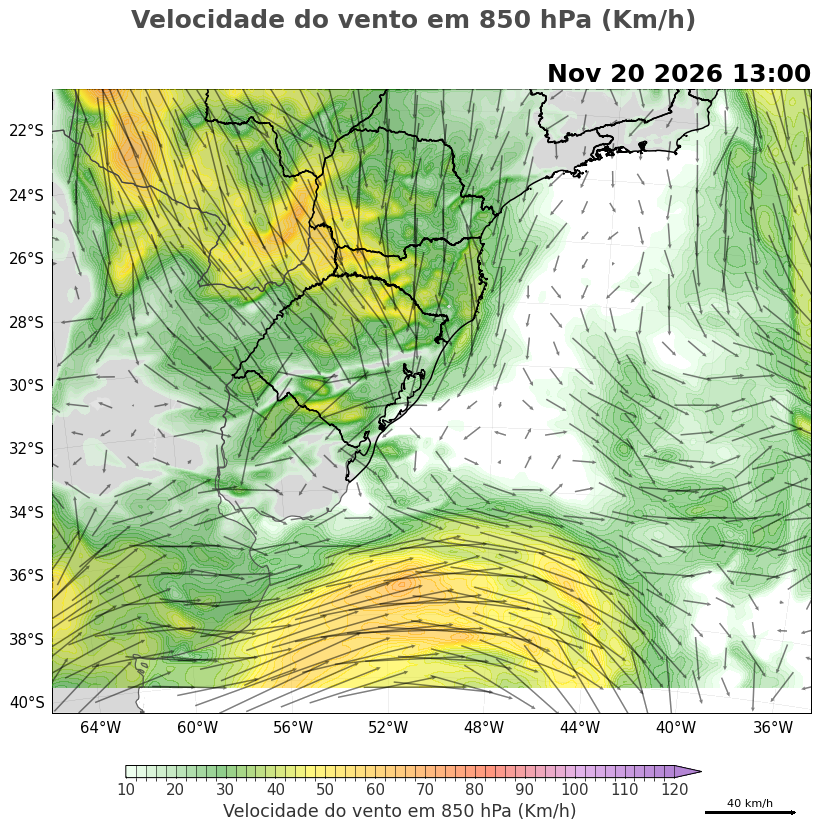 Velocidade do vento em 850 hPa (Km/h)
Nov 20 2026 13:00
22°S
24°S
26°S
28°S
30°S
32°S
34°S
36°S
38°S
40°S
64°W 60°W 56°W 52°W 48°W 44°W 40°W 36°W
10 20 30 40 50 60 70 80 90 100 110 120
Velocidade do vento em 850 hPa (Km/h)
40 km/h